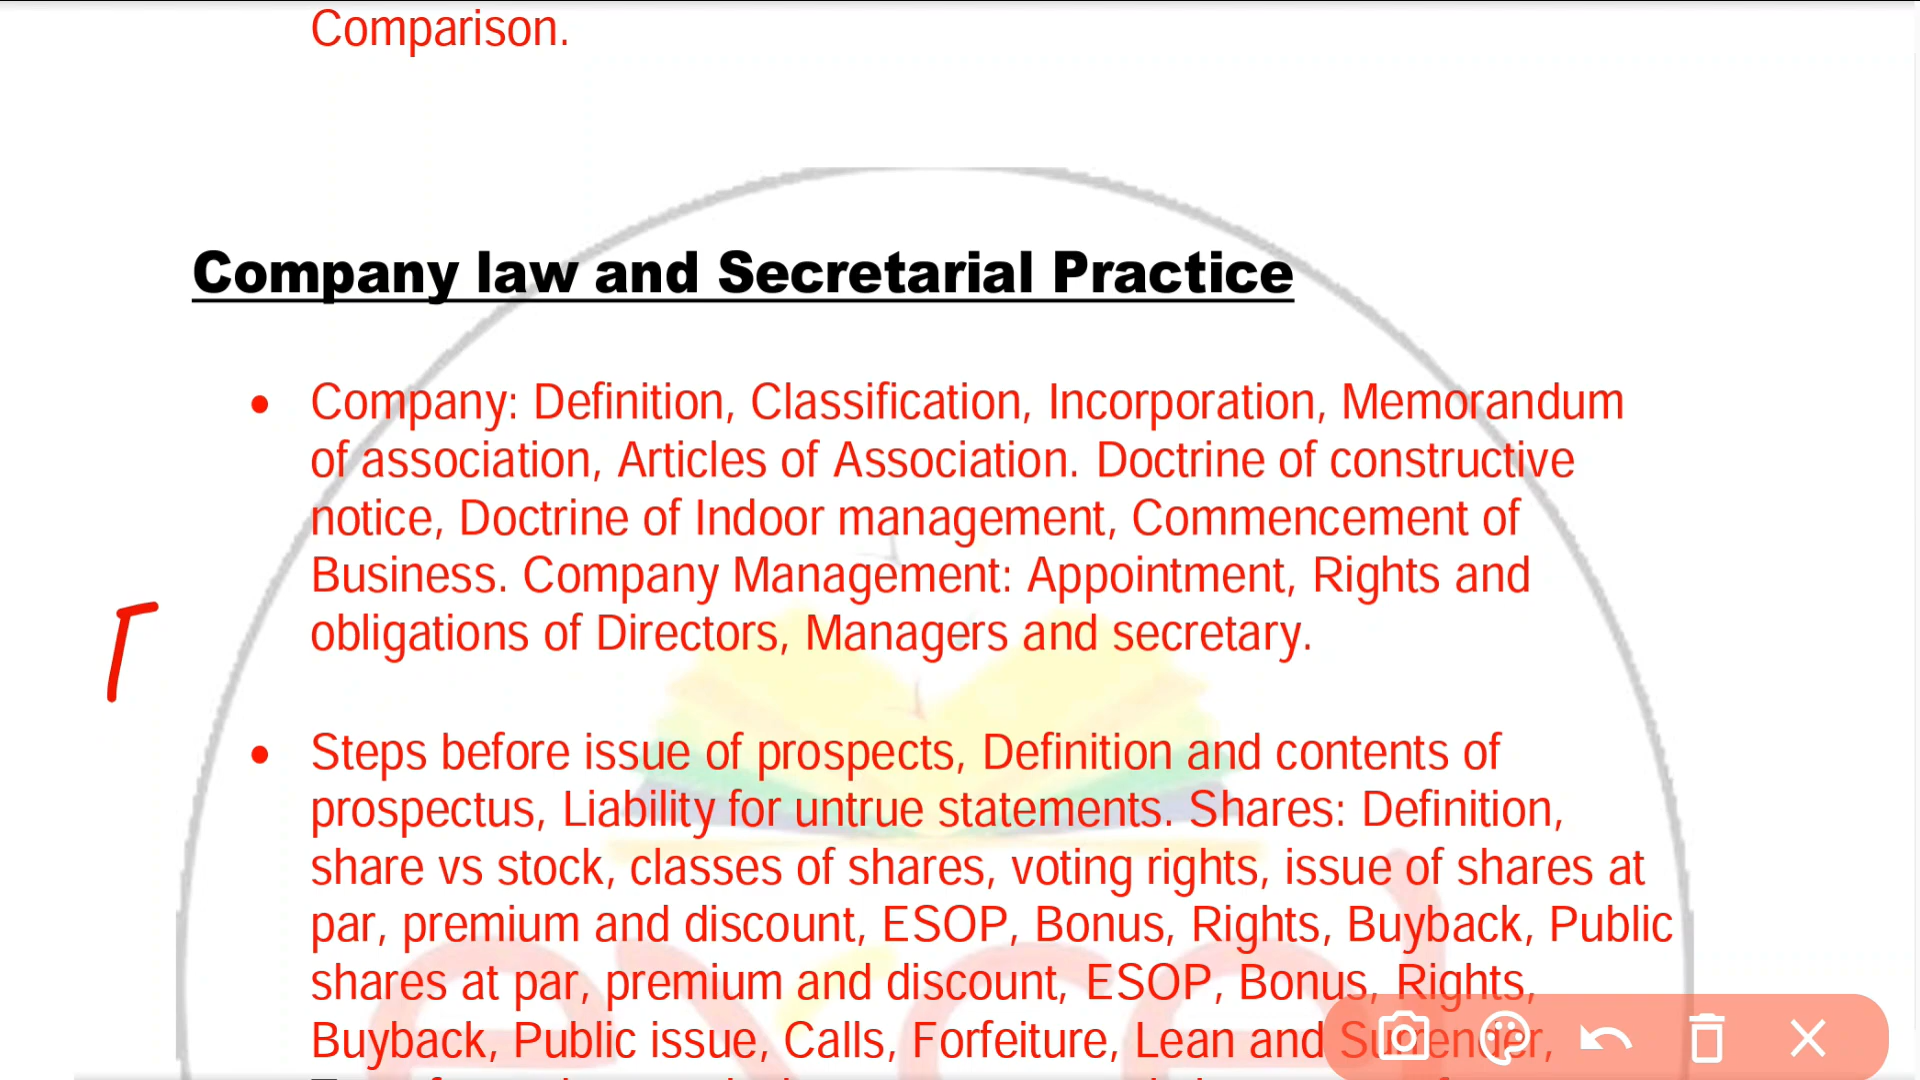 Comparison.
Company law and Secretarial Practice
• Company: Definition, Classification, Incorporation, Memorandum
of association, Articles of Association. Doctrine of constructive
notice, Doctrine of Indoor management, Commencement of
Business. Company Management: Appointment, Rights and
obligations of Directors, Managers and secretary.
• Steps before issue of prospects, Definition and contents of
prospectus, Liability for untrue statements. Shares: Definition,
share vs stock, classes of shares, voting rights, issue of shares at
par, premium and discount, ESOP, Bonus, Rights, Buyback, Public
shares at par, premium and discount, ESOP, Bonus, Rights,
Buyback, Public issue, Calls, Forfeiture, Lean and Surrender,
excel